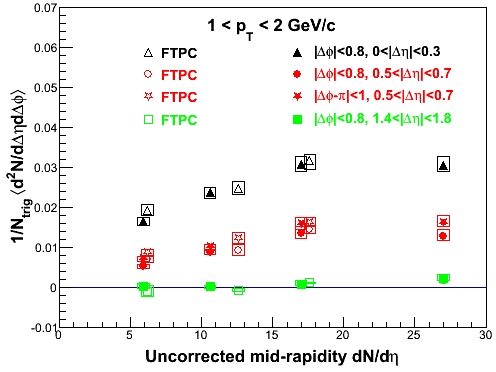 1 < pT < 2 GeV/c
FTPC |Δϕ|<0.8, 0<|Δη|<0.3
FTPC |Δϕ|<0.8, 0.5<|Δη|<0.7
FTPC |Δϕ-π|<1, 0.5<|Δη|<0.7
FTPC |Δϕ|<0.8, 1.4<|Δη|<1.8
1/Ntrig ⟨d²N/dΔηdΔϕ⟩
0.07
0.06
0.05
0.04
0.03
0.02
0.01
0
-0.01
0 5 10 15 20 25 30
Uncorrected mid-rapidity dN/dη